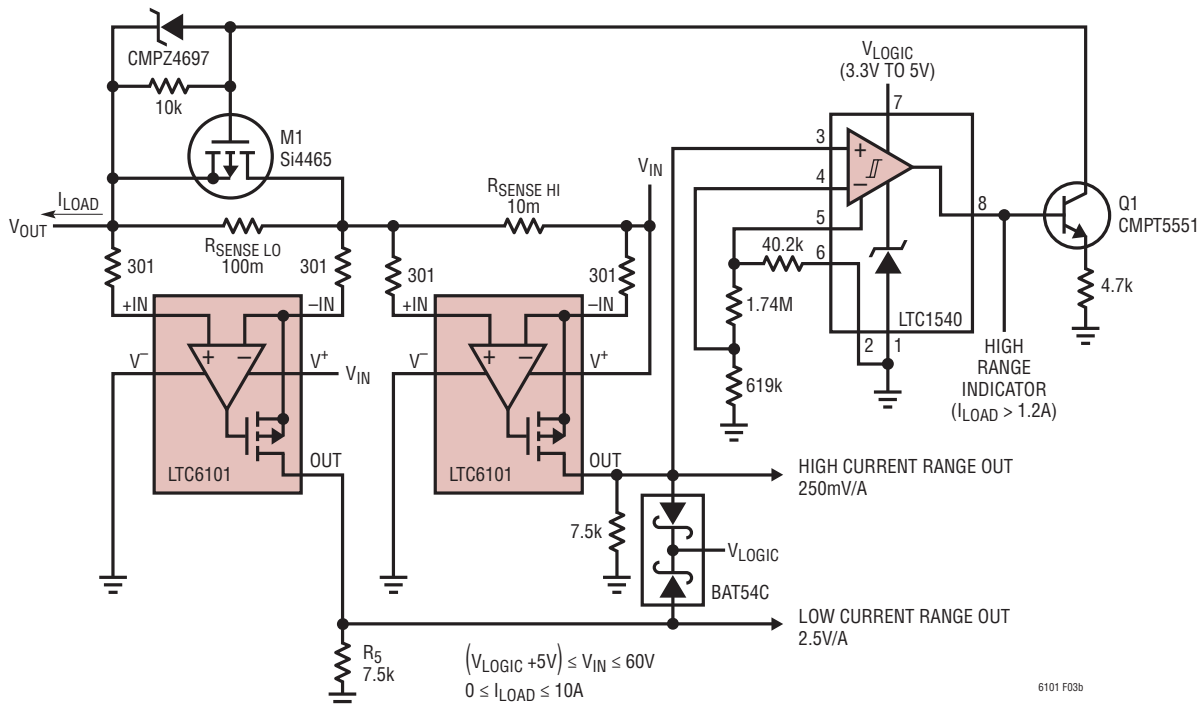 CMPZ4697
10k
M1
Si4465
VLOGIC
(3.3V TO 5V)
7
3
4
5
6
8
2
1
40.2k
1.74M
619k
LTC1540
Q1
CMPT5551
4.7k
HIGH
RANGE
INDICATOR
(ILOAD > 1.2A)
ILOAD
VOUT
RSENSE LO
100m
RSENSE HI
10m
VIN
301
301
301
301
+IN
–IN
+IN
–IN
V–
V+
VIN
V–
V+
+
–
+
–
+
–
LTC6101
OUT
LTC6101
OUT
HIGH CURRENT RANGE OUT
250mV/A
7.5k
VLOGIC
BAT54C
LOW CURRENT RANGE OUT
2.5V/A
R5
7.5k
(VLOGIC +5V) ≤ VIN ≤ 60V
0 ≤ ILOAD ≤ 10A
6101 F03b